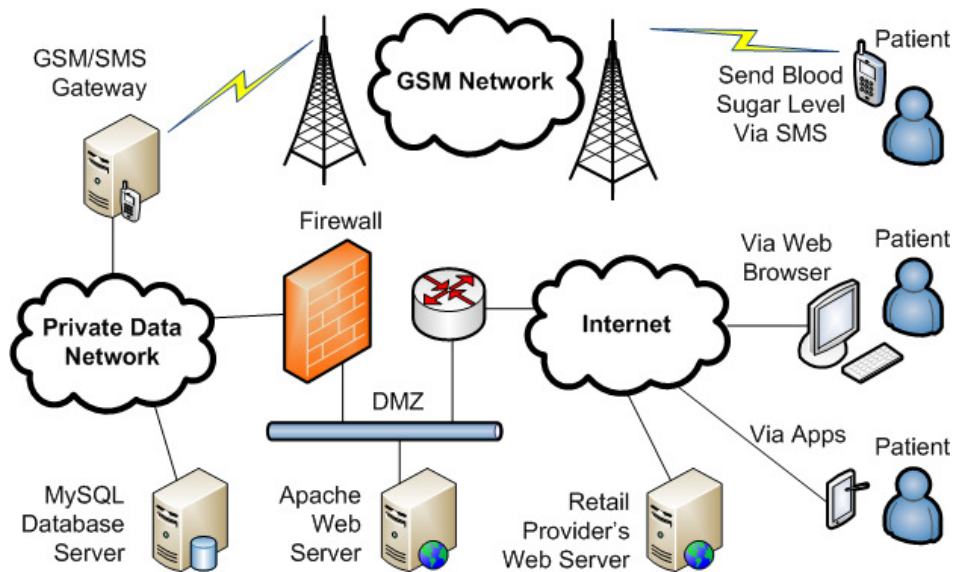 GSM/SMS
Gateway
GSM Network
Patient
Send Blood
Sugar Level
Via SMS
Firewall
Via Web
Browser
Patient
Private Data
Network
Internet
DMZ
Via Apps
Patient
MySQL
Database
Server
Apache
Web
Server
Retail
Provider's
Web Server